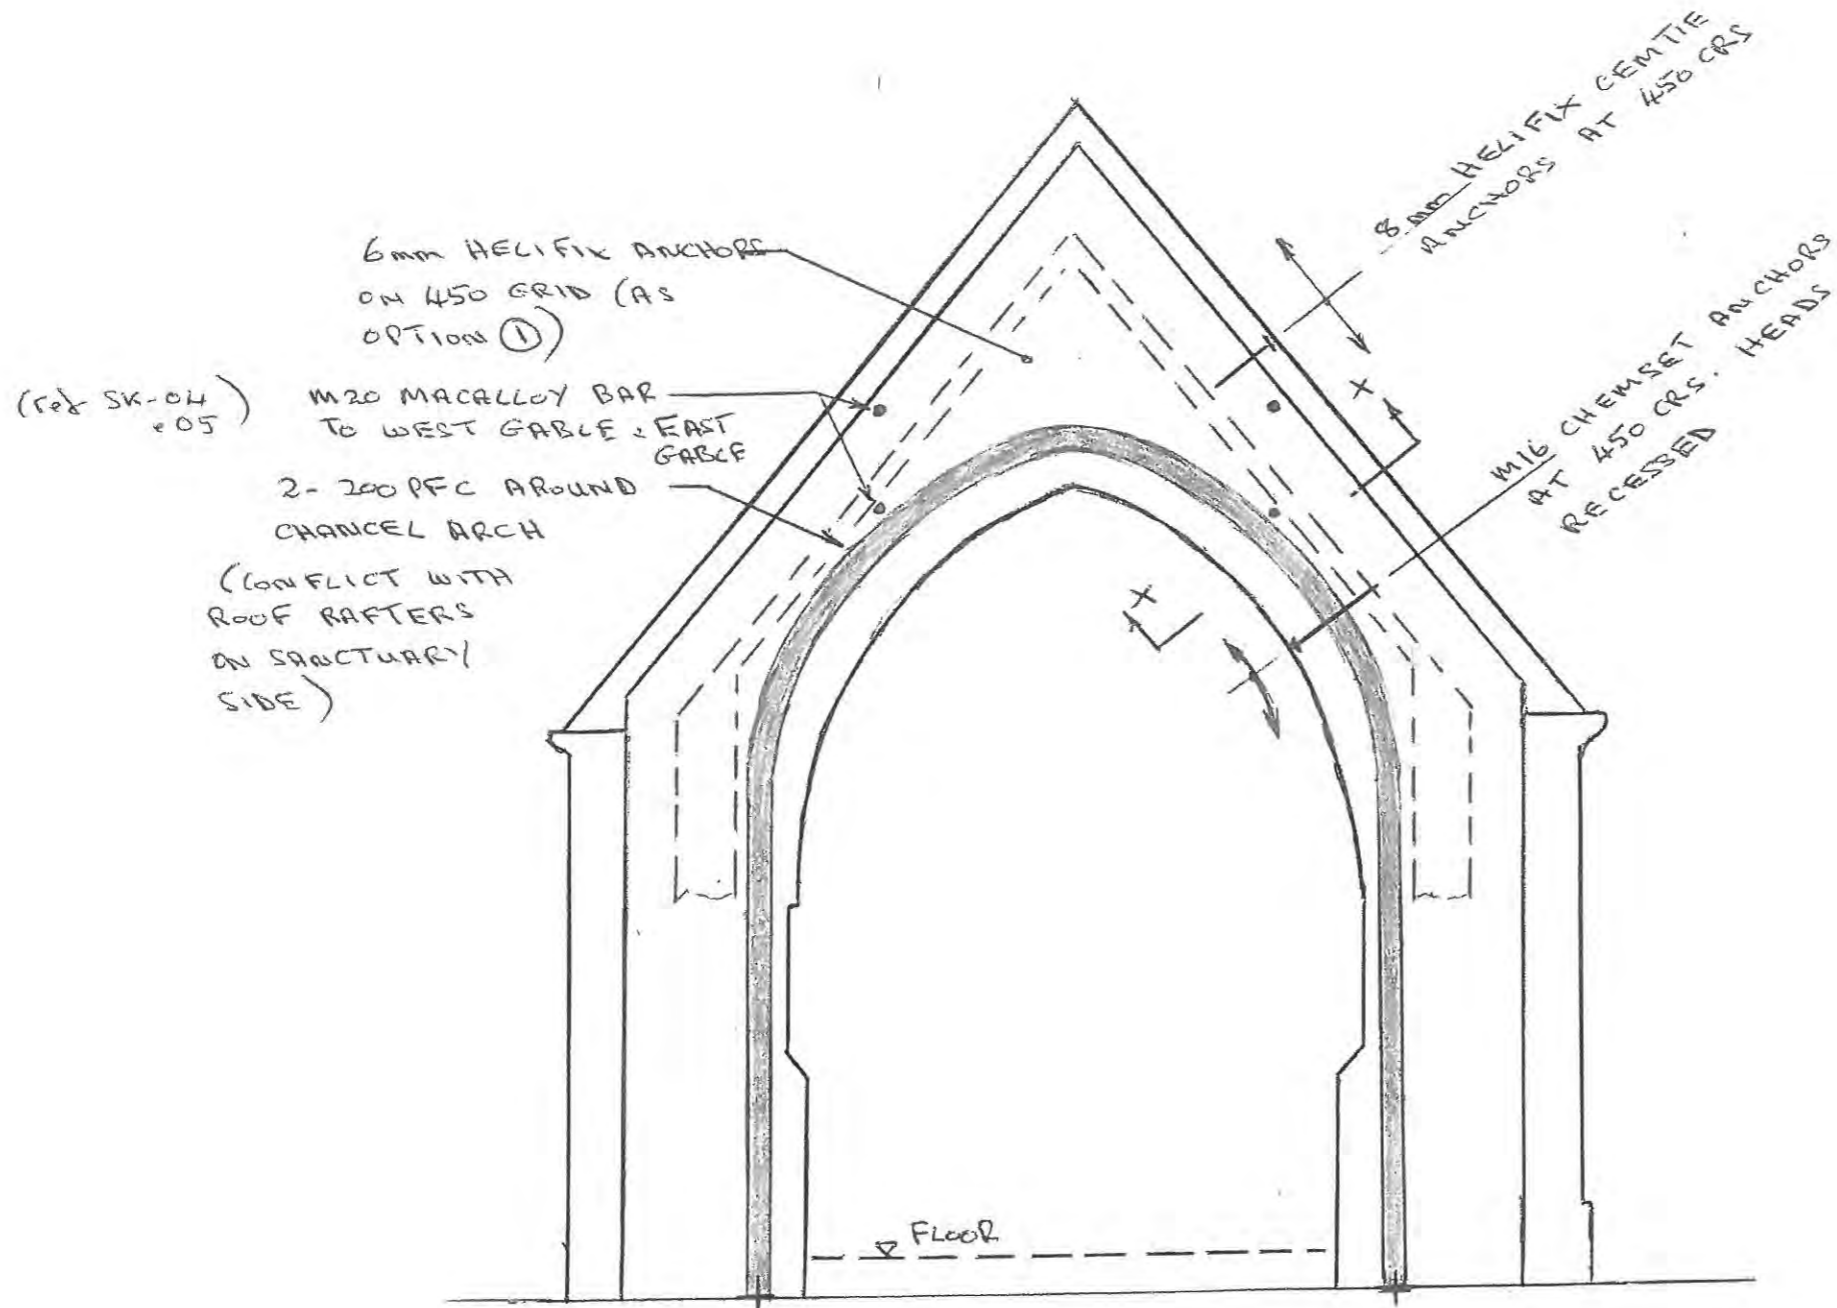 6mm HELIFIX ANCHORS
ON 450 GRID (AS
OPTION ①)
(ref SK-04
• 05)
M20 MACALLOY BAR
TO WEST GABLE & EAST
GABLE
2-200PFC AROUND
CHANCEL ARCH
(CONFLICT WITH
ROOF RAFTERS
ON SANCTUARY
SIDE)
8mm HELIFIX CEMTIE
ANCHORS AT 450 CRS
X
M16 CHEMSET ANCHORS
AT 450 CRS. HEADS
RECESSED
X
FLOOR